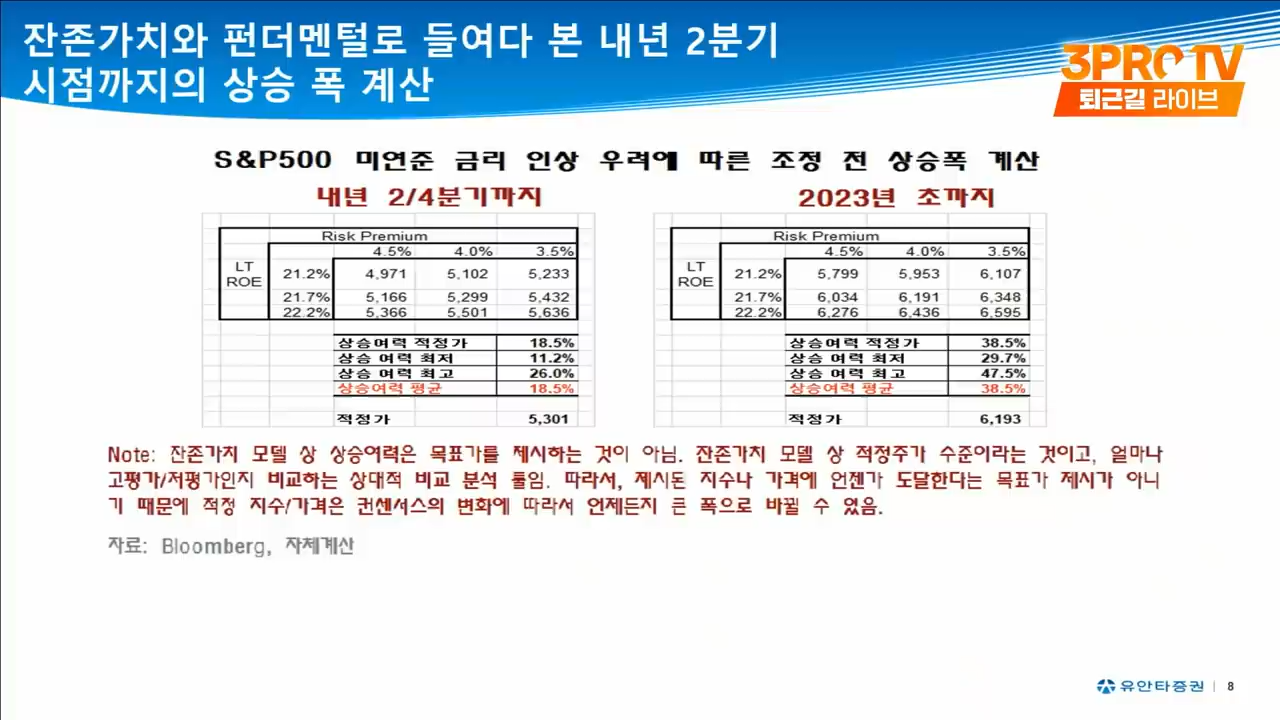 잔존가치와 펀더멘털로 들여다 본 내년 2분기
시점까지의 상승 폭 계산
3PRO TV
퇴근길 라이브
S&P500 미연준 금리 인상 우려에 따른 조정 전 상승폭 계산
내년 2/4분기까지
Risk Premium
4.5% 4.0% 3.5%
LT ROE 21.2% 4,971 5,102 5,233
21.7% 5,166 5,299 5,432
22.2% 5,366 5,501 5,636
상승여력 적정가 18.5%
상승 여력 최저 11.2%
상승 여력 최고 26.0%
상승여력 평균 18.5%
적정가 5,301
2023년 초까지
Risk Premium
4.5% 4.0% 3.5%
LT ROE 21.2% 5,799 5,953 6,107
21.7% 6,034 6,191 6,348
22.2% 6,276 6,436 6,595
상승여력 적정가 38.5%
상승 여력 최저 29.7%
상승 여력 최고 47.5%
상승여력 평균 38.5%
적정가 6,193
Note: 잔존가치 모델 상 상승여력은 목표가를 제시하는 것이 아님. 잔존가치 모델 상 적정주가 수준이라는 것이고, 얼마나
고평가/저평가인지 비교하는 상대적 비교 분석 툴임. 따라서, 제시된 지수나 가격에 언젠가 도달한다는 목표가 제시가 아니
기 때문에 적정 지수/가격은 컨센서스의 변화에 따라서 언제든지 큰 폭으로 바뀔 수 있음.
자료: Bloomberg, 자체계산
유안타증권 | 8